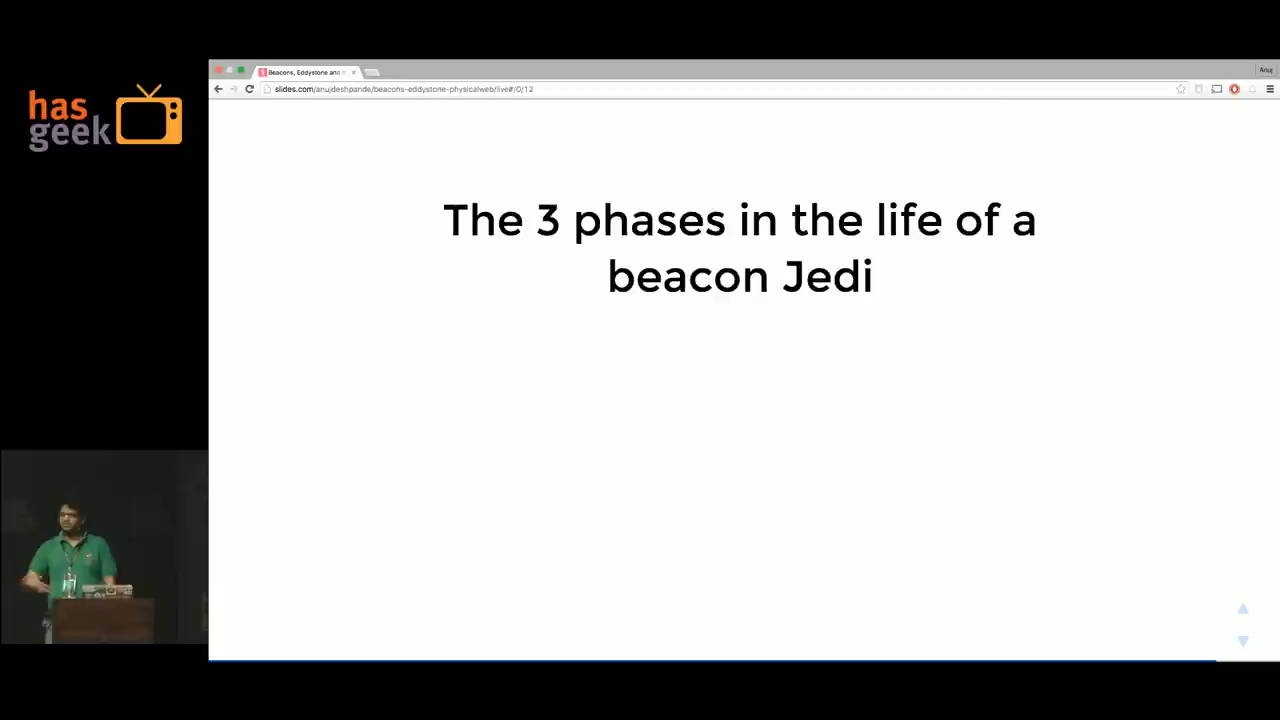 has
geek
Beacons, Eddystone and
Anuj
slides.com/anujdeshpande/beacons-eddystone-physicalweb/live#/0/12
The 3 phases in the life of a
beacon Jedi